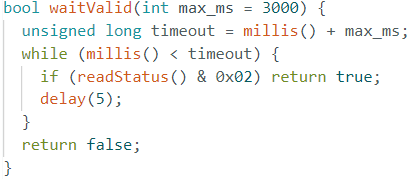 bool waitValid(int max_ms = 3000) {
  unsigned long timeout = millis() + max_ms;
  while (millis() < timeout) {
    if (readStatus() & 0x02) return true;
    delay(5);
  }
  return false;
}